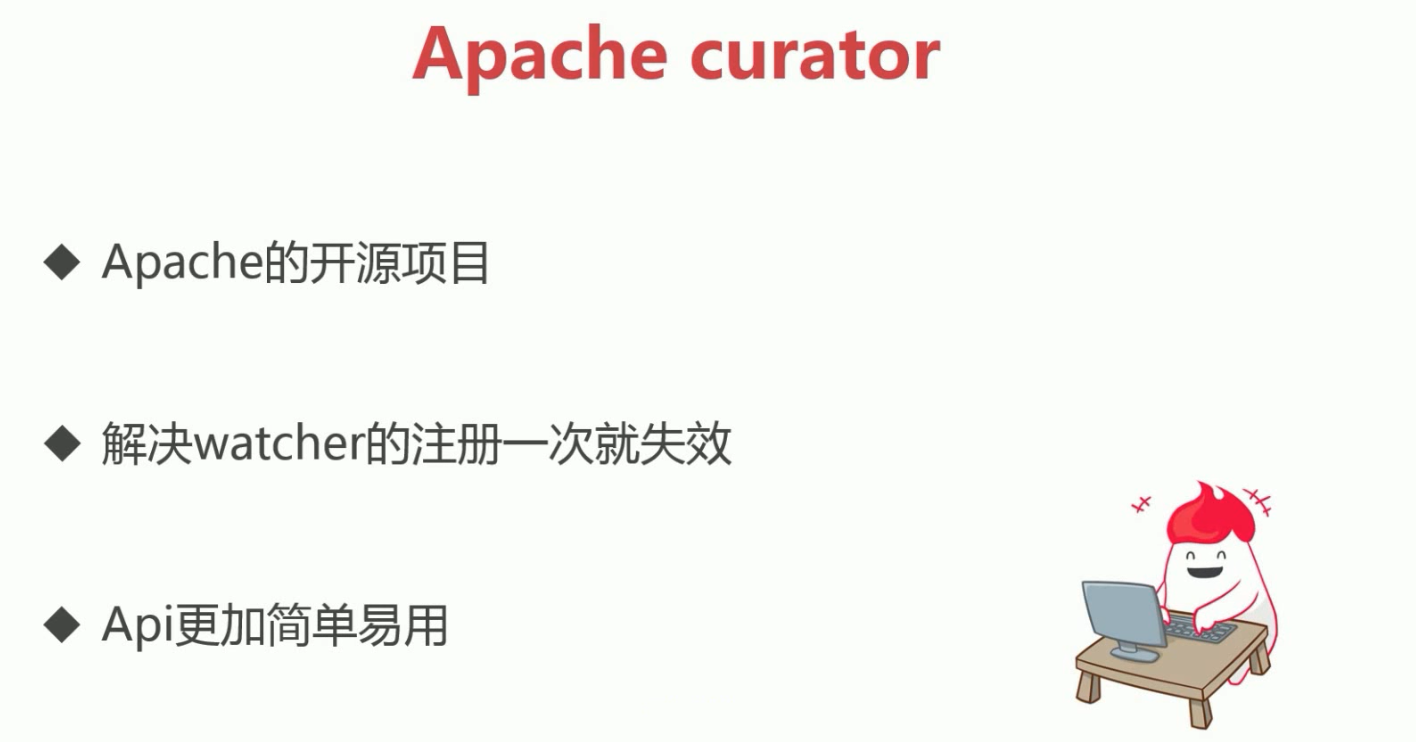 Apache curator
Apache的开源项目
解决watcher的注册一次就失效
Api更加简单易用